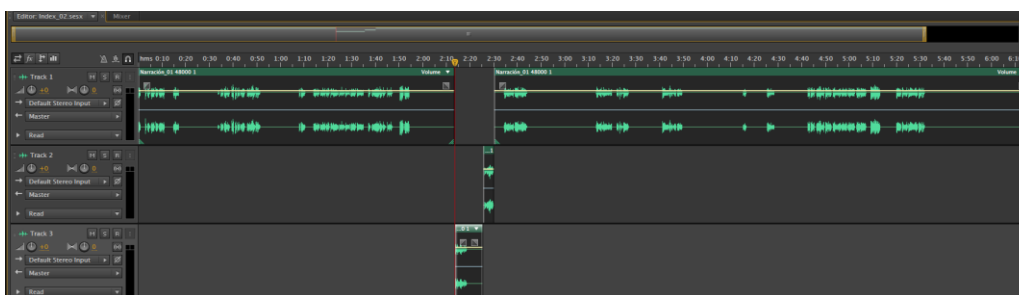 Editor: Index_02.sesx Mixer
hms 0:10 0:20 0:30 0:40 0:50 1:00 1:10 1:20 1:30 1:40 1:50 2:00 2:10 2:20 2:30 2:40 2:50 3:00 3:10 3:20 3:30 3:40 3:50 4:00 4:10 4:20 4:30 4:40 4:50 5:00 5:10 5:20 5:30 5:40 5:50 6:00
Track 1 M S R
Narración_01 48000 1 Volume
Narración_01 48000 1 Volume
+0 0
Default Stereo Input
Master
Read
Track 2 M S R
+0 0
Default Stereo Input
Master
Read
Track 3 M S R
+0 0
Default Stereo Input
Master
Read